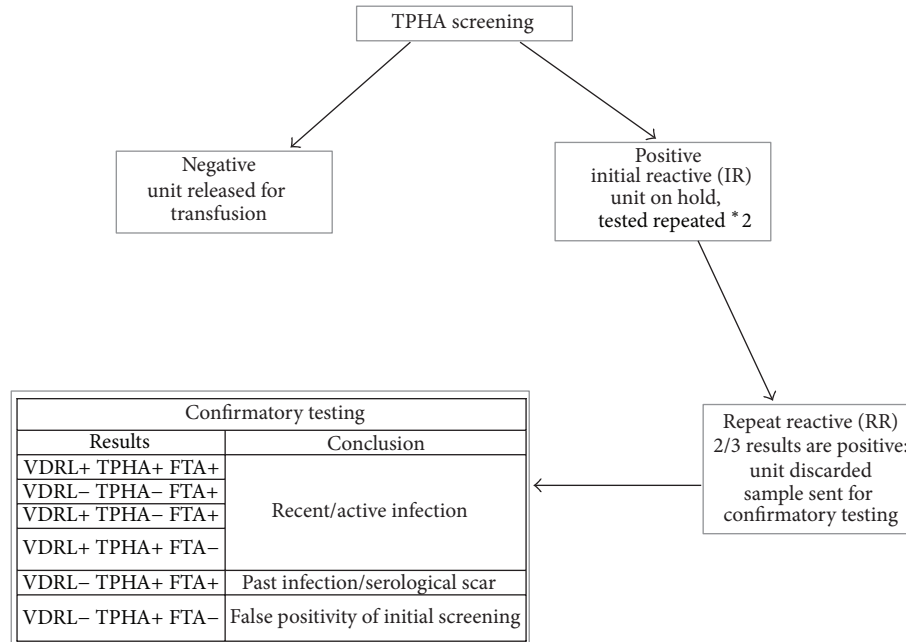 TPHA screening
Negative
unit released for
transfusion
Positive
initial reactive (IR)
unit on hold,
tested repeated *2
Repeat reactive (RR)
2/3 results are positive:
unit discarded
sample sent for
confirmatory testing
Confirmatory testing
Results Conclusion
VDRL+ TPHA+ FTA+
VDRL− TPHA− FTA+
VDRL+ TPHA− FTA+
VDRL+ TPHA+ FTA−
Recent/active infection
VDRL− TPHA+ FTA+ Past infection/serological scar
VDRL− TPHA+ FTA− False positivity of initial screening